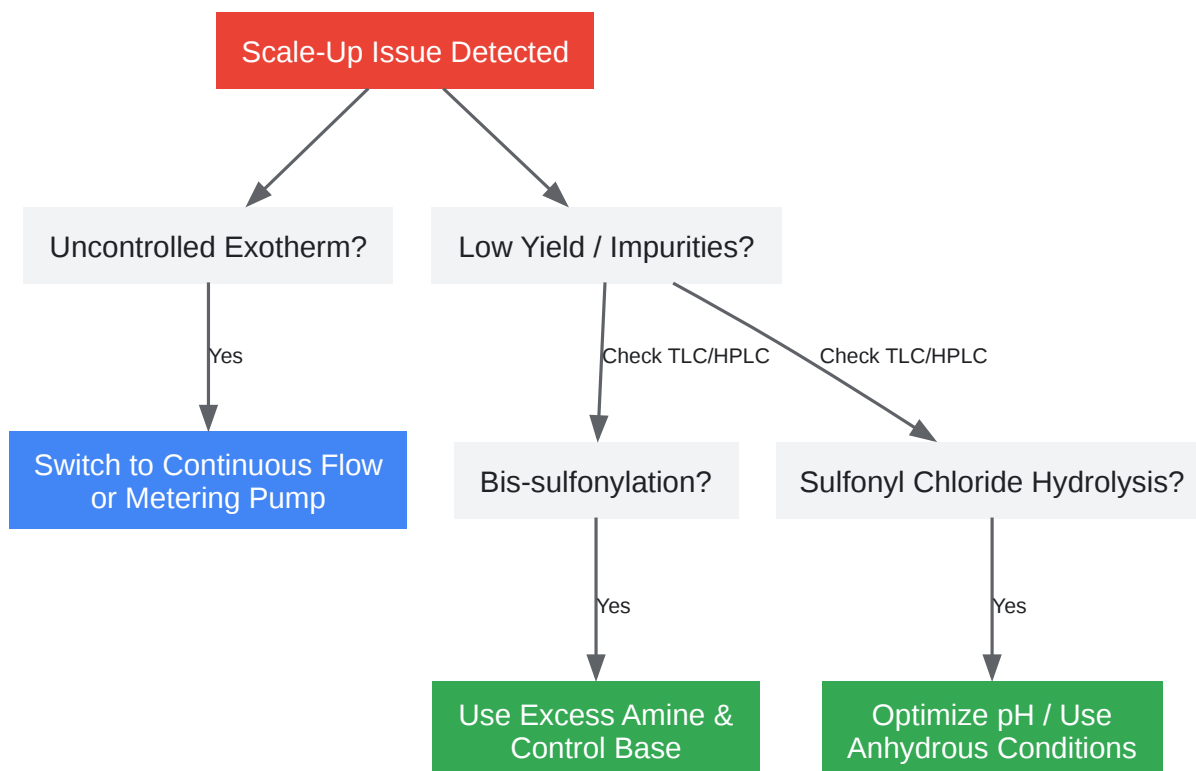 Scale-Up Issue Detected
Uncontrolled Exotherm?
Low Yield / Impurities?
Yes
Check TLC/HPLC
Check TLC/HPLC
Switch to Continuous Flow
or Metering Pump
Bis-sulfonylation?
Sulfonyl Chloride Hydrolysis?
Yes
Yes
Use Excess Amine &
Control Base
Optimize pH / Use
Anhydrous Conditions